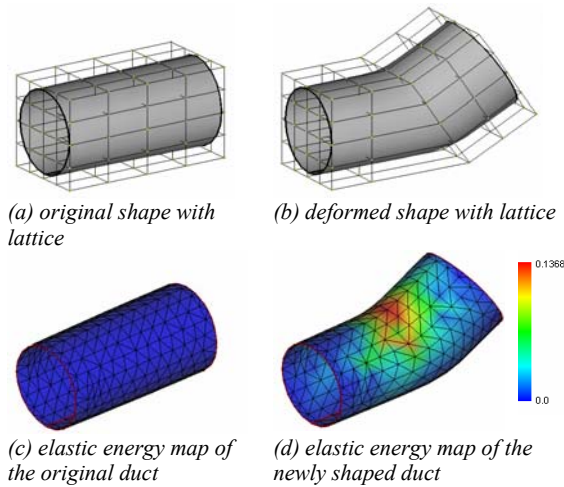 (a) original shape with
lattice
(b) deformed shape with lattice
0.1368
0.0
(c) elastic energy map of
the original duct
(d) elastic energy map of the
newly shaped duct